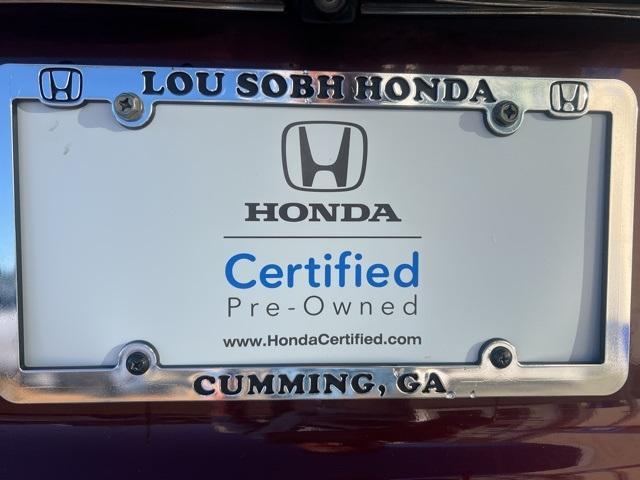 LOU SOBH HONDA
HONDA
Certified
Pre-Owned
www.HondaCertified.com
CUMMING, GA